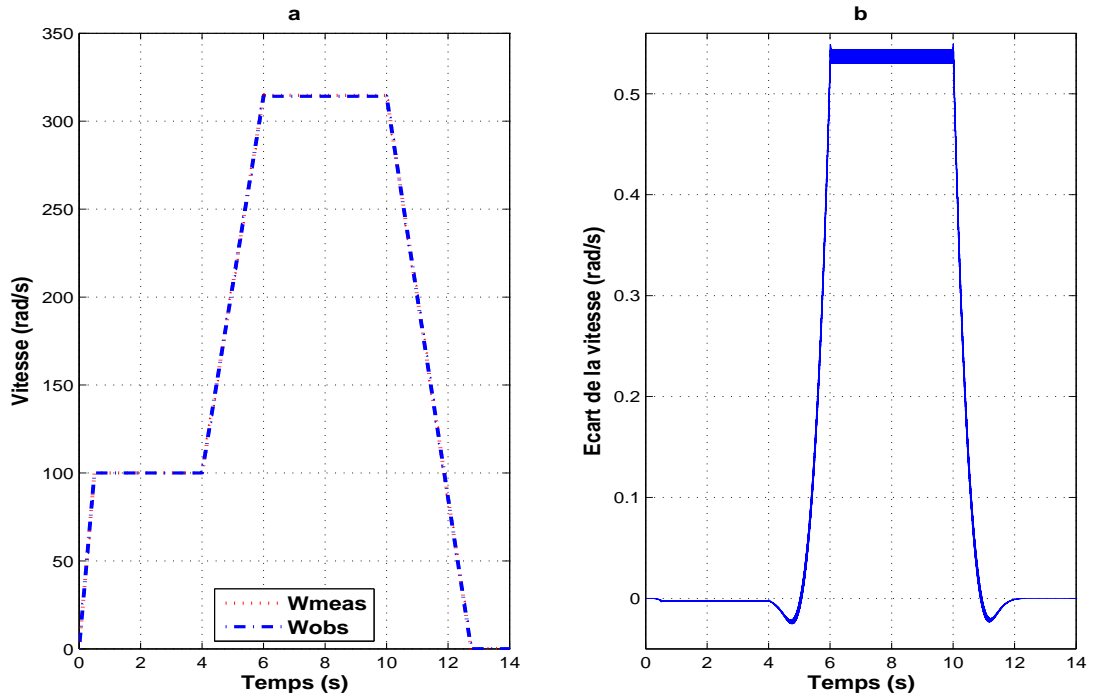 a
350
300
250
200
150
100
50
0
Vitesse (rad/s)
Wmeas
Wobs
0 2 4 6 8 10 12 14
Temps (s)
b
0.5
0.4
0.3
0.2
0.1
0
Ecart de la vitesse (rad/s)
0 2 4 6 8 10 12 14
Temps (s)